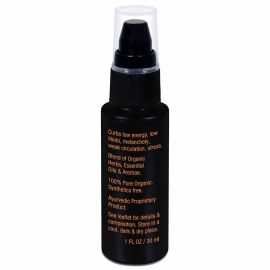 Curbs low energy, low
libido, melancholy,
weak circulation, stress.
Blend of Organic
Herbs, Essential
Oils & Aromas.
100% Pure Organic.
Synthetics free.
Ayurvedic Proprietary
Product.
See leaflet for details &
composition. Store in a
cool, dark & dry place.
1 FL OZ / 30 ml